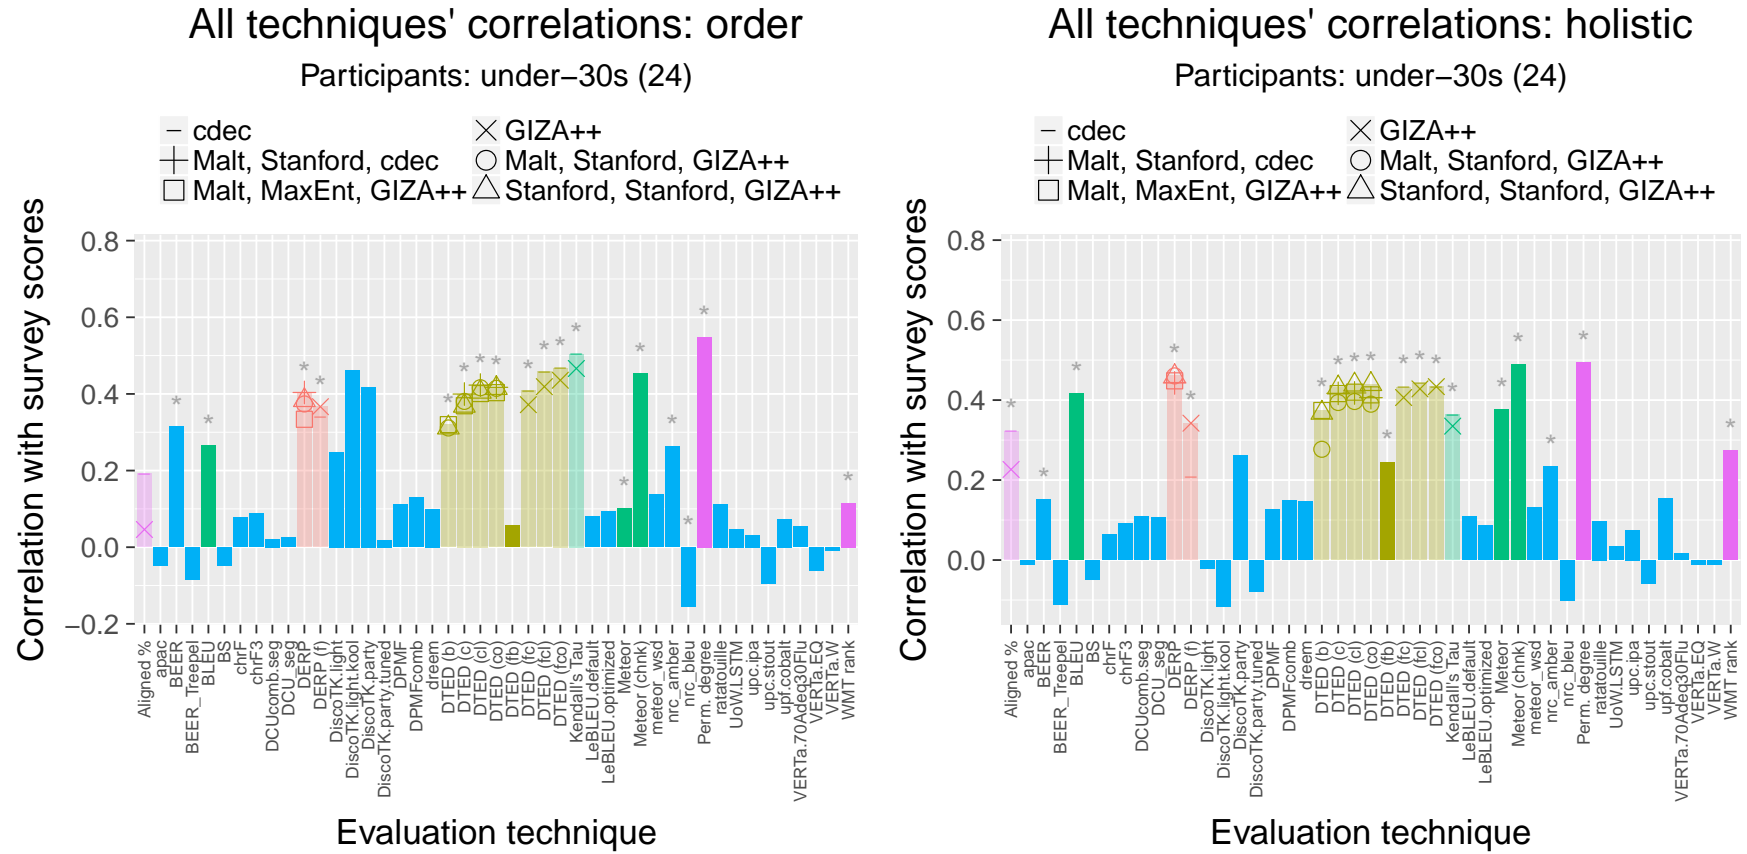 All techniques' correlations: order
Participants: under−30s (24)
cdec
GIZA++
Malt, Stanford, cdec
Malt, Stanford, GIZA++
Malt, MaxEnt, GIZA++
Stanford, Stanford, GIZA++
Correlation with survey scores
0.8
0.6
0.4
0.2
0.0
−0.2
* * * * * * * * * * * * * * * * * *
Aligned %
apac
BEER
BEER_Treepel
BLEU
BS
chrF
chrF3
DCUcomb.seg
DCU_seg
DERP
DERP (f)
DiscoTK.light
DiscoTK.light.kool
DiscoTK.party
DiscoTK.party.tuned
DPMF
DPMFcomb
dreem
DTED (b)
DTED (c)
DTED (cl)
DTED (co)
DTED (fb)
DTED (fc)
DTED (fcl)
DTED (fco)
Kendall's Tau
LeBLEU.default
LeBLEU.optimized
Meteor
Meteor (chnk)
meteor_wsd
nrc_amber
nrc_bleu
Perm. degree
ratatouille
UoW.LSTM
upc.ipa
upc.stout
upf.cobalt
VERTa.70Adeq30Flu
VERTa.EQ
VERTa.W
WMT rank
Evaluation technique
All techniques' correlations: holistic
Participants: under−30s (24)
cdec
GIZA++
Malt, Stanford, cdec
Malt, Stanford, GIZA++
Malt, MaxEnt, GIZA++
Stanford, Stanford, GIZA++
Correlation with survey scores
0.8
0.6
0.4
0.2
0.0
* * * * * * * * * * * * * * * * * * *
Aligned %
apac
BEER
BEER_Treepel
BLEU
BS
chrF
chrF3
DCUcomb.seg
DCU_seg
DERP
DERP (f)
DiscoTK.light
DiscoTK.light.kool
DiscoTK.party
DiscoTK.party.tuned
DPMF
DPMFcomb
dreem
DTED (b)
DTED (c)
DTED (cl)
DTED (co)
DTED (fb)
DTED (fc)
DTED (fcl)
DTED (fco)
Kendall's Tau
LeBLEU.default
LeBLEU.optimized
Meteor
Meteor (chnk)
meteor_wsd
nrc_amber
nrc_bleu
Perm. degree
ratatouille
UoW.LSTM
upc.ipa
upc.stout
upf.cobalt
VERTa.70Adeq30Flu
VERTa.EQ
VERTa.W
WMT rank
Evaluation technique